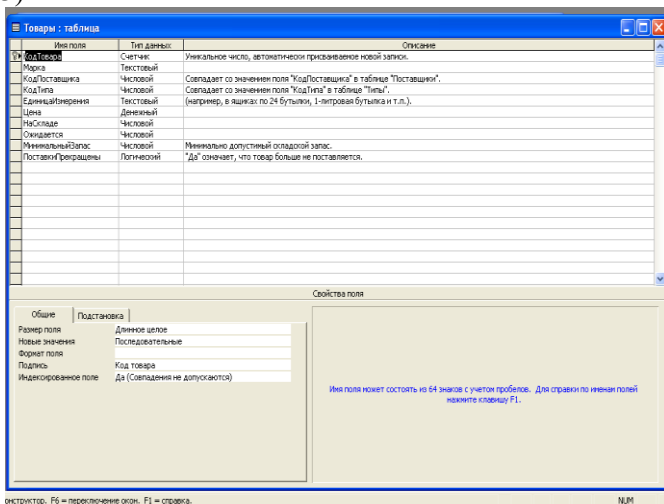 Товары : таблица
Имя поля Тип данных Описание
КодТовара Счетчик Уникальное число, автоматически присваиваемое новой записи.
Марка Текстовый
КодПоставщика Числовой Совпадает со значением поля "КодПоставщика" в таблице "Поставщики".
КодТипа Числовой Совпадает со значением поля "КодТипа" в таблице "Типы".
ЕдиницаИзмерения Текстовый (например, в ящиках по 24 бутылки, 1-литровая бутылка и т.п.).
Цена Денежный
НаСкладе Числовой
Ожидается Числовой
МинимальныйЗапас Числовой Минимально допустимый складской запас.
ПоставкиПрекращены Логический "Да" означает, что товар больше не поставляется.
Свойства поля
Общие Подстановка
Размер поля Длинное целое
Новые значения Последовательные
Формат поля
Подпись Код товара
Индексированное поле Да (Совпадения не допускаются)
Имя поля может состоять из 64 знаков с учетом пробелов. Для справки по именам полей
нажмите клавишу F1.
онструктор. F6 = переключение окон. F1 = справка. NUM